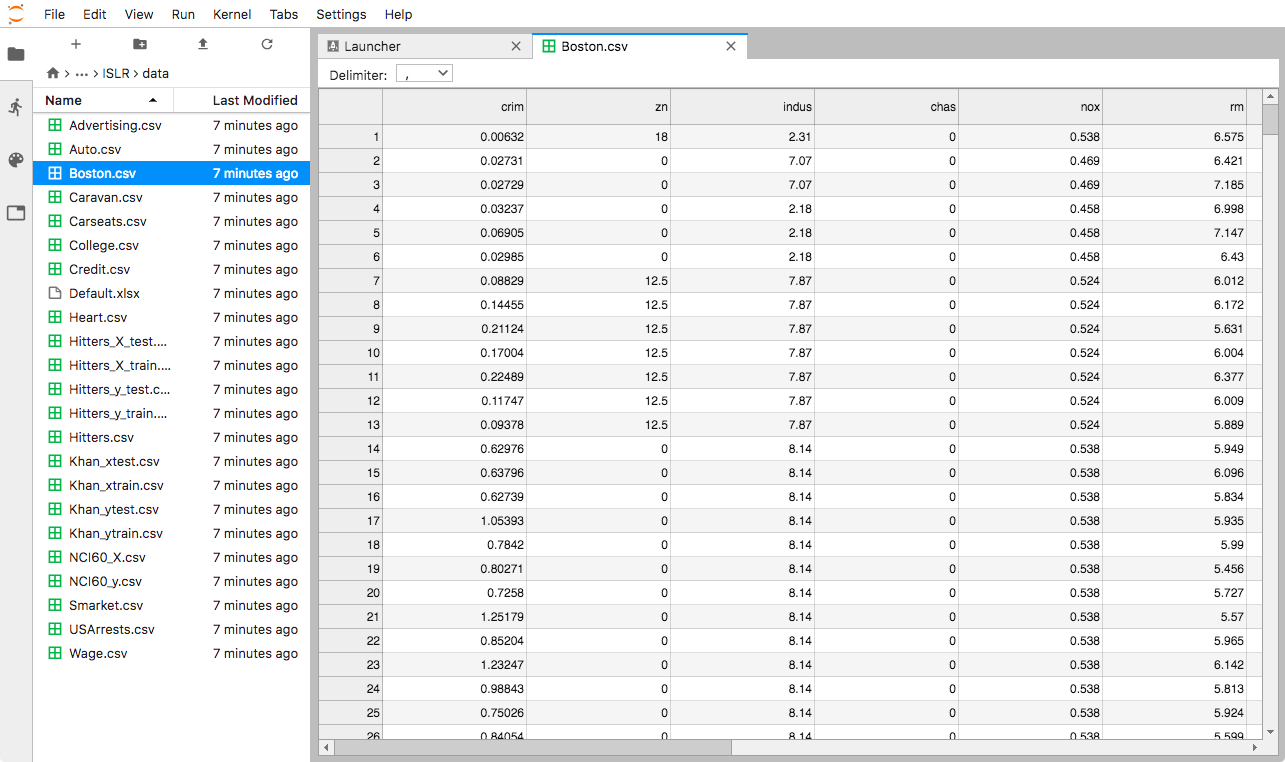 File Edit View Run Kernel Tabs Settings Help
Launcher Boston.csv
… > ISLR > data
Delimiter: ,
Name Last Modified
Advertising.csv 7 minutes ago
Auto.csv 7 minutes ago
Boston.csv 7 minutes ago
Caravan.csv 7 minutes ago
Carseats.csv 7 minutes ago
College.csv 7 minutes ago
Credit.csv 7 minutes ago
Default.xlsx 7 minutes ago
Heart.csv 7 minutes ago
Hitters_X_test.... 7 minutes ago
Hitters_X_train.... 7 minutes ago
Hitters_y_test.c... 7 minutes ago
Hitters_y_train.... 7 minutes ago
Hitters.csv 7 minutes ago
Khan_xtest.csv 7 minutes ago
Khan_xtrain.csv 7 minutes ago
Khan_ytest.csv 7 minutes ago
Khan_ytrain.csv 7 minutes ago
NCI60_X.csv 7 minutes ago
NCI60_y.csv 7 minutes ago
Smarket.csv 7 minutes ago
USArrests.csv 7 minutes ago
Wage.csv 7 minutes ago
crim zn indus chas nox rm
1 0.00632 18 2.31 0 0.538 6.575
2 0.02731 0 7.07 0 0.469 6.421
3 0.02729 0 7.07 0 0.469 7.185
4 0.03237 0 2.18 0 0.458 6.998
5 0.06905 0 2.18 0 0.458 7.147
6 0.02985 0 2.18 0 0.458 6.43
7 0.08829 12.5 7.87 0 0.524 6.012
8 0.14455 12.5 7.87 0 0.524 6.172
9 0.21124 12.5 7.87 0 0.524 5.631
10 0.17004 12.5 7.87 0 0.524 6.004
11 0.22489 12.5 7.87 0 0.524 6.377
12 0.11747 12.5 7.87 0 0.524 6.009
13 0.09378 12.5 7.87 0 0.524 5.889
14 0.62976 0 8.14 0 0.538 5.949
15 0.63796 0 8.14 0 0.538 6.096
16 0.62739 0 8.14 0 0.538 5.834
17 1.05393 0 8.14 0 0.538 5.935
18 0.7842 0 8.14 0 0.538 5.99
19 0.80271 0 8.14 0 0.538 5.456
20 0.7258 0 8.14 0 0.538 5.727
21 1.25179 0 8.14 0 0.538 5.57
22 0.85204 0 8.14 0 0.538 5.965
23 1.23247 0 8.14 0 0.538 6.142
24 0.98843 0 8.14 0 0.538 5.813
25 0.75026 0 8.14 0 0.538 5.924
26 0.84054 0 8.14 0 0.538 5.599